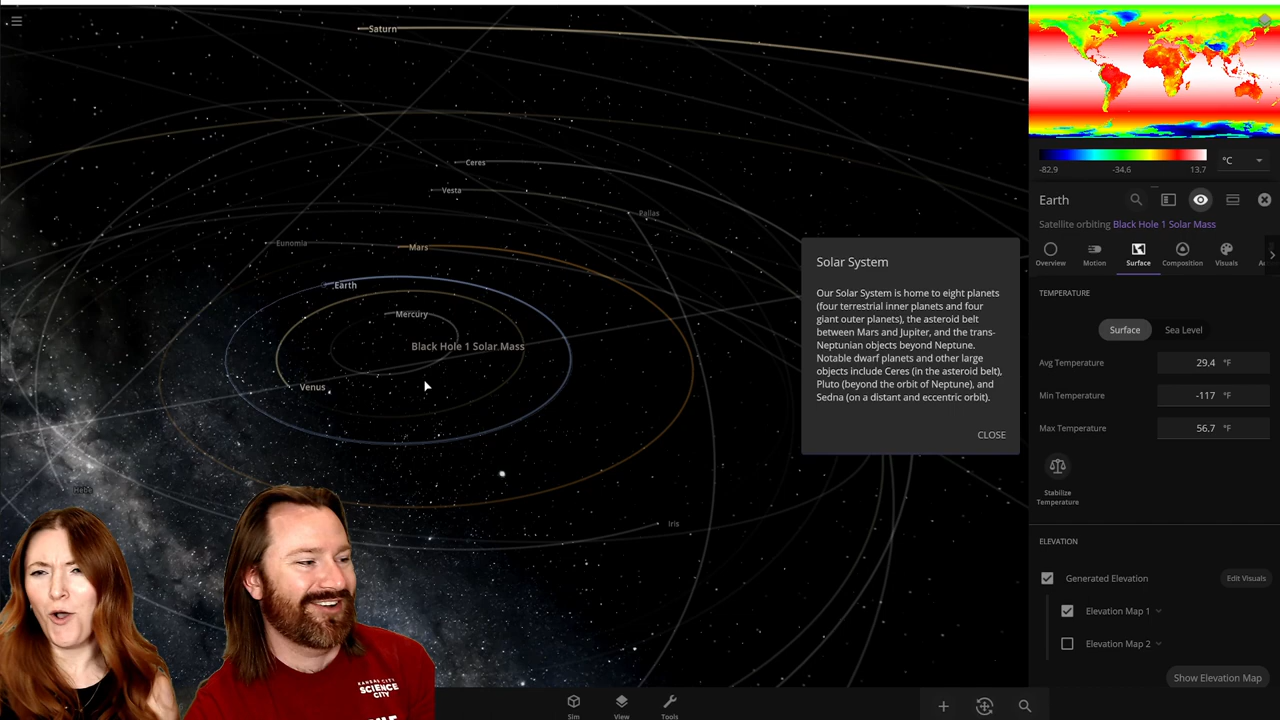 Saturn
Ceres
Vesta
Pallas
Eunomia
Mars
Earth
Mercury
Black Hole 1 Solar Mass
Venus
Hebe
Iris
Solar System
Our Solar System is home to eight planets
(four terrestrial inner planets and four
giant outer planets), the asteroid belt
between Mars and Jupiter, and the trans-
Neptunian objects beyond Neptune.
Notable dwarf planets and other large
objects include Ceres (in the asteroid belt),
Pluto (beyond the orbit of Neptune), and
Sedna (on a distant and eccentric orbit).
CLOSE
-82.9 -34.6 13.7 °C
Earth
Satellite orbiting Black Hole 1 Solar Mass
Overview Motion Surface Composition Visuals
TEMPERATURE
Surface Sea Level
Avg Temperature 29.4 °F
Min Temperature -117 °F
Max Temperature 56.7 °F
Stabilize
Temperature
ELEVATION
Generated Elevation Edit Visuals
Elevation Map 1
Elevation Map 2
Show Elevation Map
KANSAS CITY
SCIENCE
CITY
Sim View Tools